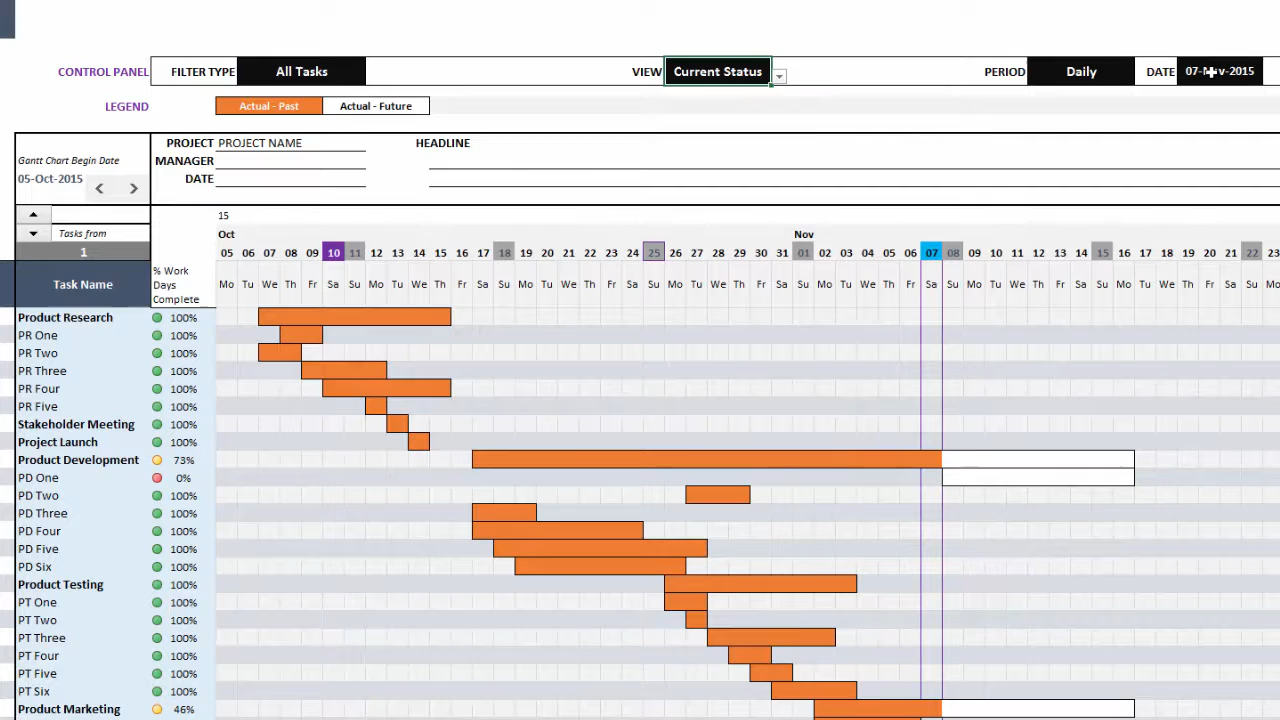 CONTROL PANEL FILTER TYPE All Tasks VIEW Current Status PERIOD Daily DATE
LEGEND Actual - Past Actual - Future
PROJECT PROJECT NAME HEADLINE
Gantt Chart Begin Date MANAGER
05-Oct-2015 DATE
15
Tasks from Oct Nov
1 05 06 07 08 09 10 11 12 13 14 15 16 17 18 19 20 21 22 23 24 25 26 27 28 29 30 31 01 02 03 04 05 06 07 08 09 10 11 12 13 14 15 16 17 18 19 20 21 22 23
% Work
Task Name Days Mo Tu We Th Fr Sa Su Mo Tu We Th Fr Sa Su Mo Tu We Th Fr Sa Su Mo Tu We Th Fr Sa Su Mo Tu We Th Fr Sa Su Mo Tu We Th Fr Sa Su Mo Tu We Th Fr Sa Su Mo
Complete
Product Research 100%
PR One 100%
PR Two 100%
PR Three 100%
PR Four 100%
PR Five 100%
Stakeholder Meeting 100%
Project Launch 100%
Product Development 73%
PD One 0%
PD Two 100%
PD Three 100%
PD Four 100%
PD Five 100%
PD Six 100%
Product Testing 100%
PT One 100%
PT Two 100%
PT Three 100%
PT Four 100%
PT Five 100%
PT Six 100%
Product Marketing 46%